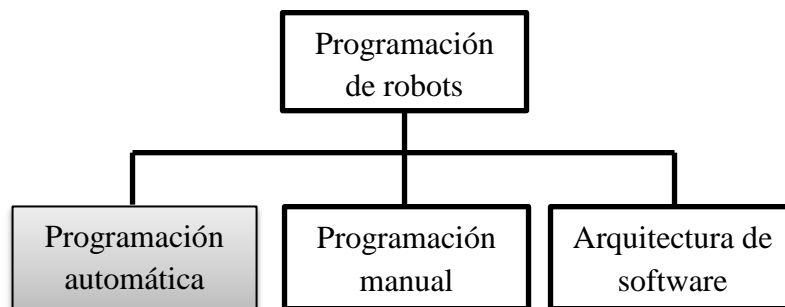 Programación
de robots
Programación
automática
Programación
manual
Arquitectura de
software